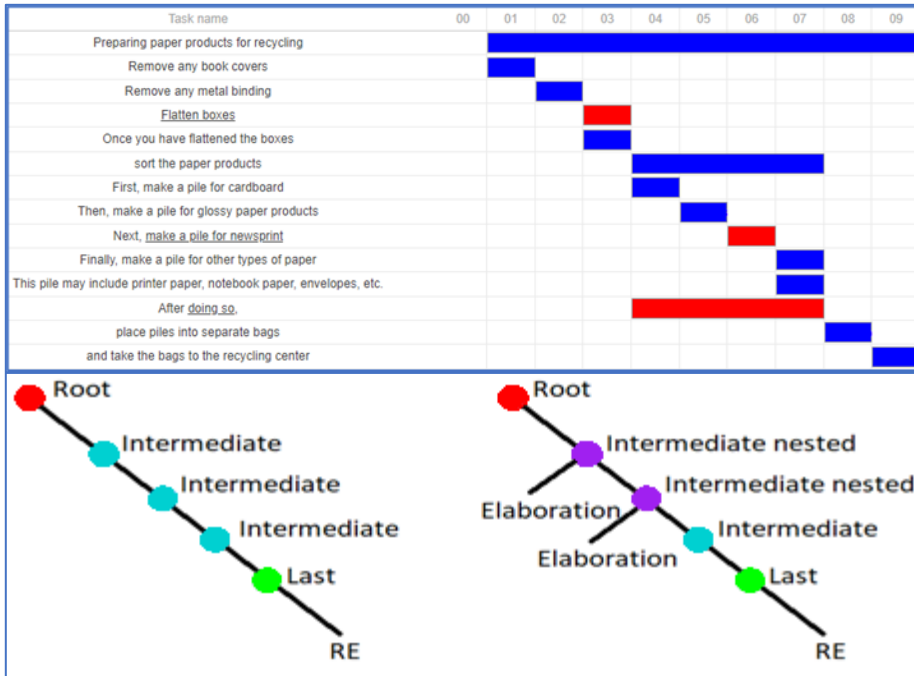 Task name 00 01 02 03 04 05 06 07 08 09
Preparing paper products for recycling
Remove any book covers
Remove any metal binding
Flatten boxes
Once you have flattened the boxes
sort the paper products
First, make a pile for cardboard
Then, make a pile for glossy paper products
Next, make a pile for newsprint
Finally, make a pile for other types of paper
This pile may include printer paper, notebook paper, envelopes, etc.
After doing so,
place piles into separate bags
and take the bags to the recycling center
Root
Intermediate
Intermediate
Intermediate
Last
RE
Root
Intermediate nested
Elaboration
Intermediate nested
Elaboration
Intermediate
Last
RE